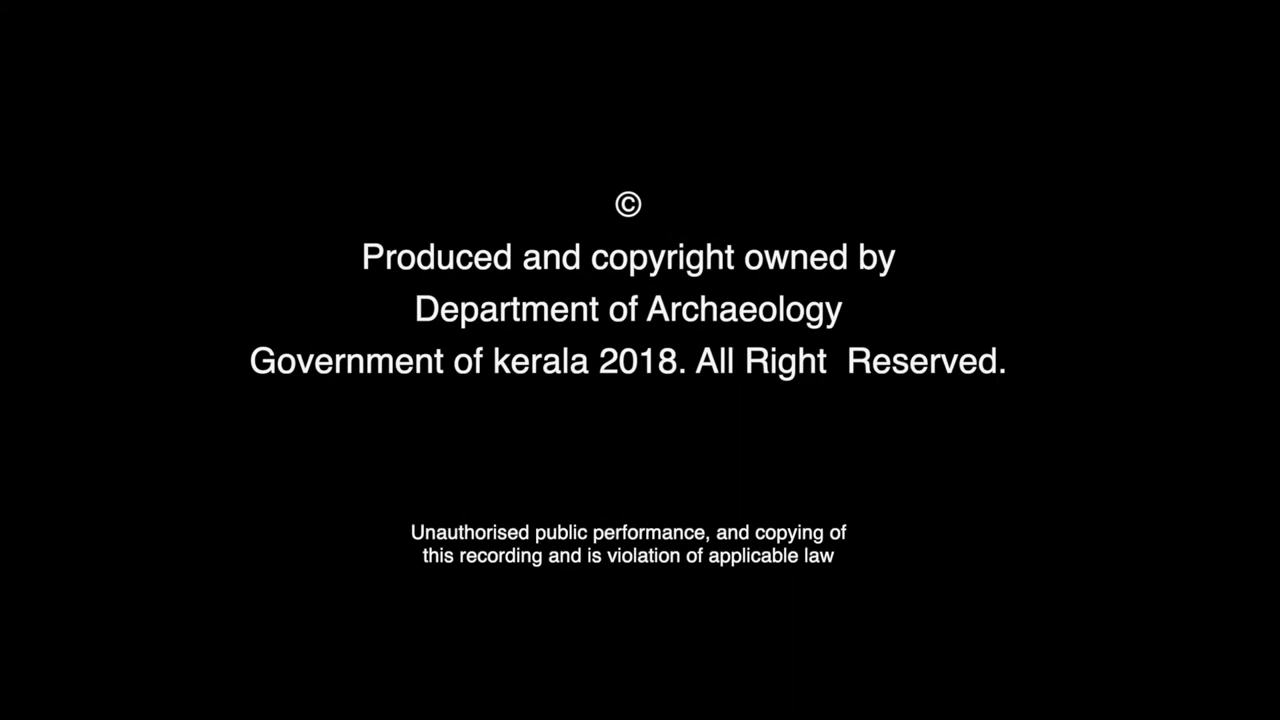 ©
Produced and copyright owned by
Department of Archaeology
Government of kerala 2018. All Right  Reserved.
Unauthorised public performance, and copying of
this recording and is violation of applicable law